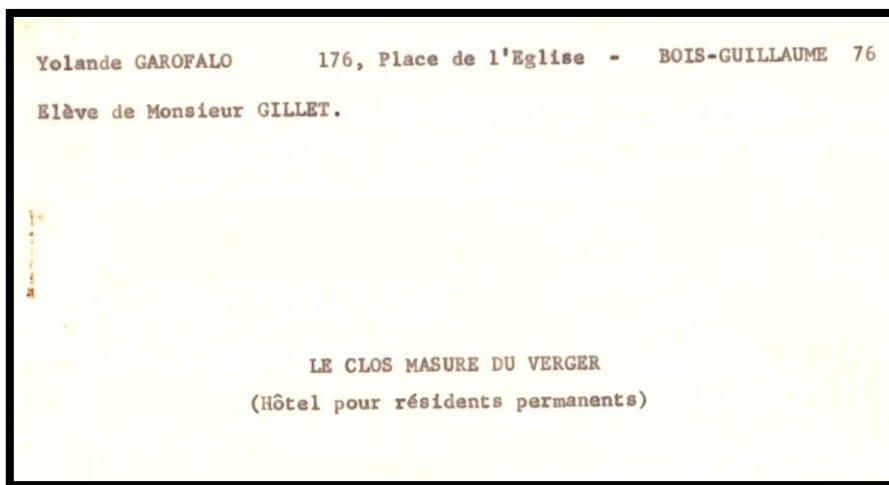 Yolande GAROFALO 176, Place de l'Eglise - BOIS-GUILLAUME 76
Elève de Monsieur GILLET.
LE CLOS MASURE DU VERGER
(Hôtel pour résidents permanents)